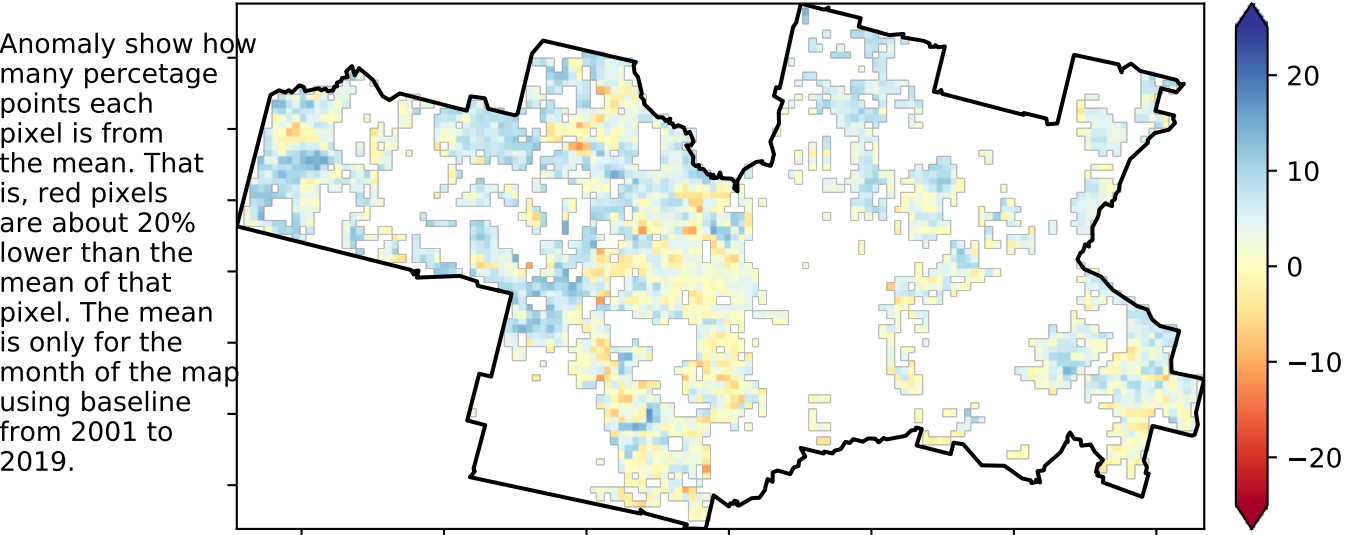 Anomaly show how
many percetage
points each
pixel is from
the mean. That
is, red pixels
are about 20%
lower than the
mean of that
pixel. The mean
is only for the
month of the map
using baseline
from 2001 to
2019.
20
10
0
−10
−20